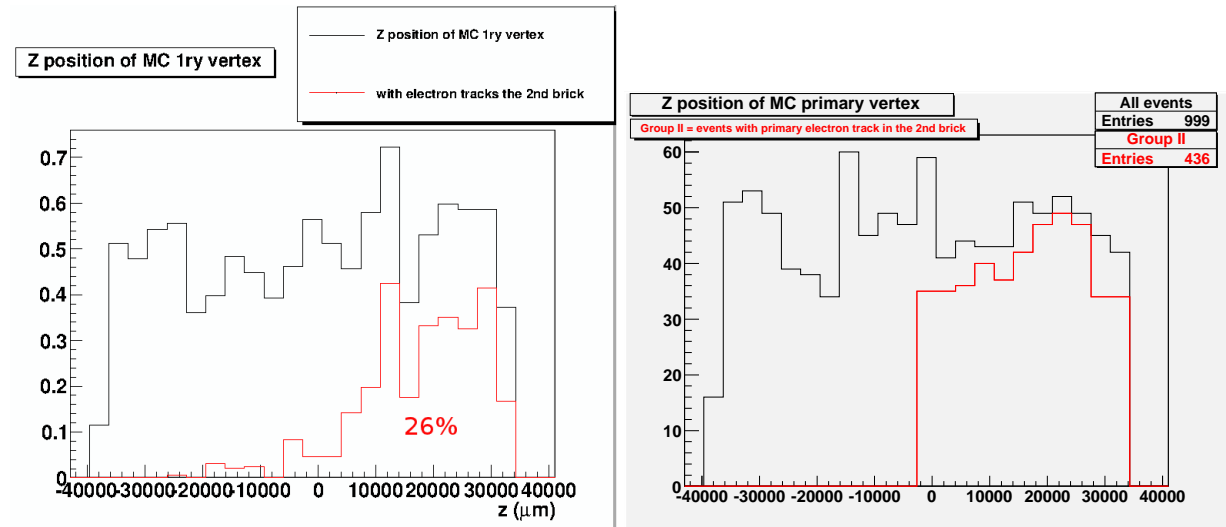 Z position of MC 1ry vertex
Z position of MC 1ry vertex
with electron tracks the 2nd brick
0.7
0.6
0.5
0.4
0.3
0.2
0.1
0
26%
-40000 -30000 -20000 -10000 0 10000 20000 30000 40000
z (μm)
Z position of MC primary vertex
Group II = events with primary electron track in the 2nd brick
All events
Entries 999
Group II
Entries 436
60
50
40
30
20
10
0
-40000 -30000 -20000 -10000 0 10000 20000 30000 40000